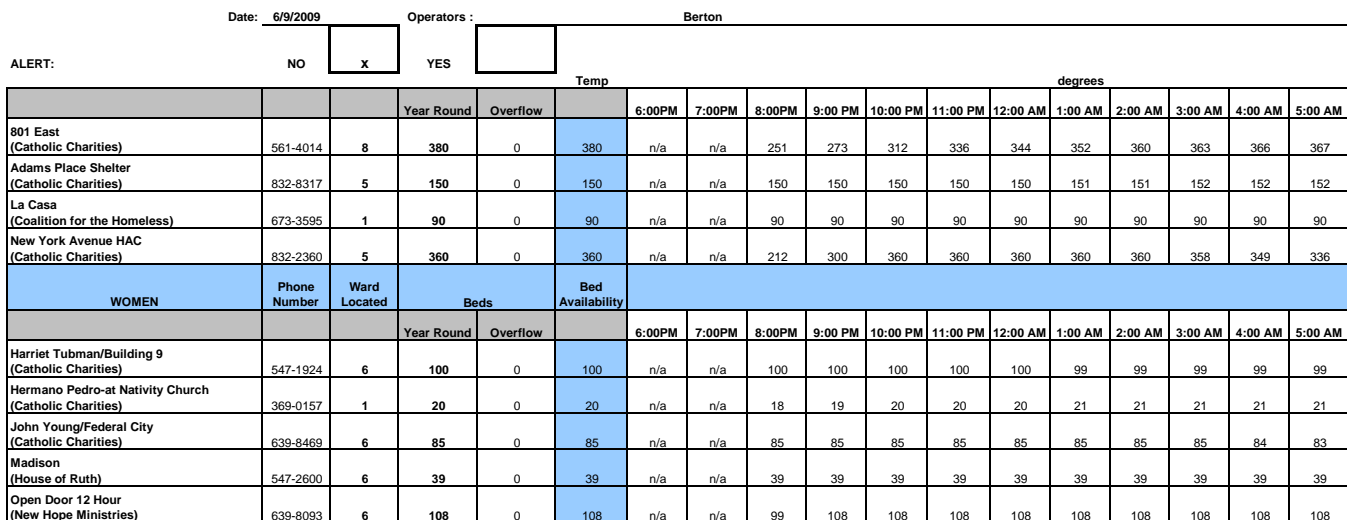 Date: 6/9/2009 Operators : Berton
ALERT: NO x YES
Temp degrees
Year Round Overflow 6:00PM 7:00PM 8:00PM 9:00 PM 10:00 PM 11:00 PM 12:00 AM 1:00 AM 2:00 AM 3:00 AM 4:00 AM 5:00 AM
801 East
(Catholic Charities) 561-4014 8 380 0 380 n/a n/a 251 273 312 336 344 352 360 363 366 367
Adams Place Shelter
(Catholic Charities) 832-8317 5 150 0 150 n/a n/a 150 150 150 150 150 151 151 152 152 152
La Casa
(Coalition for the Homeless) 673-3595 1 90 0 90 n/a n/a 90 90 90 90 90 90 90 90 90 90
New York Avenue HAC
(Catholic Charities) 832-2360 5 360 0 360 n/a n/a 212 300 360 360 360 360 360 358 349 336
Phone Ward Bed
WOMEN Number Located Beds Availability
Year Round Overflow 6:00PM 7:00PM 8:00PM 9:00 PM 10:00 PM 11:00 PM 12:00 AM 1:00 AM 2:00 AM 3:00 AM 4:00 AM 5:00 AM
Harriet Tubman/Building 9
(Catholic Charities) 547-1924 6 100 0 100 n/a n/a 100 100 100 100 100 99 99 99 99 99
Hermano Pedro-at Nativity Church
(Catholic Charities) 369-0157 1 20 0 20 n/a n/a 18 19 20 20 20 21 21 21 21 21
John Young/Federal City
(Catholic Charities) 639-8469 6 85 0 85 n/a n/a 85 85 85 85 85 85 85 85 84 83
Madison
(House of Ruth) 547-2600 6 39 0 39 n/a n/a 39 39 39 39 39 39 39 39 39 39
Open Door 12 Hour
(New Hope Ministries) 639-8093 6 108 0 108 n/a n/a 99 108 108 108 108 108 108 108 108 108